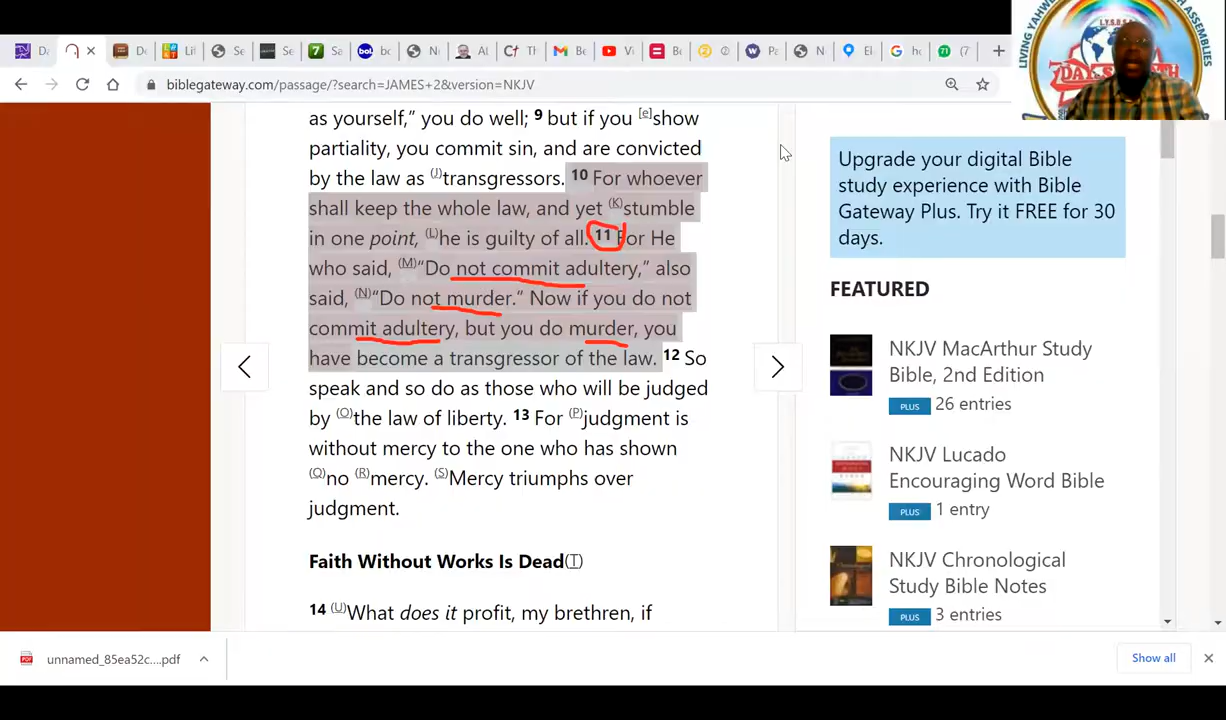 biblegateway.com/passage/?search=JAMES+2&version=NKJV
as yourself,” you do well; 9 but if you [e]show
partiality, you commit sin, and are convicted
by the law as (J)transgressors. 10 For whoever
shall keep the whole law, and yet (K)stumble
in one point, (L)he is guilty of all. 11 For He
who said, (M)“Do not commit adultery,” also
said, (N)“Do not murder.” Now if you do not
commit adultery, but you do murder, you
have become a transgressor of the law. 12 So
speak and so do as those who will be judged
by (O)the law of liberty. 13 For (P)judgment is
without mercy to the one who has shown
(Q)no (R)mercy. (S)Mercy triumphs over
judgment.
Faith Without Works Is Dead(T)
14 (U)What does it profit, my brethren, if
Upgrade your digital Bible
study experience with Bible
Gateway Plus. Try it FREE for 30
days.
FEATURED
NKJV MacArthur Study
Bible, 2nd Edition
PLUS 26 entries
NKJV Lucado
Encouraging Word Bible
PLUS 1 entry
NKJV Chronological
Study Bible Notes
PLUS 3 entries
unnamed_85ea52c....pdf
Show all